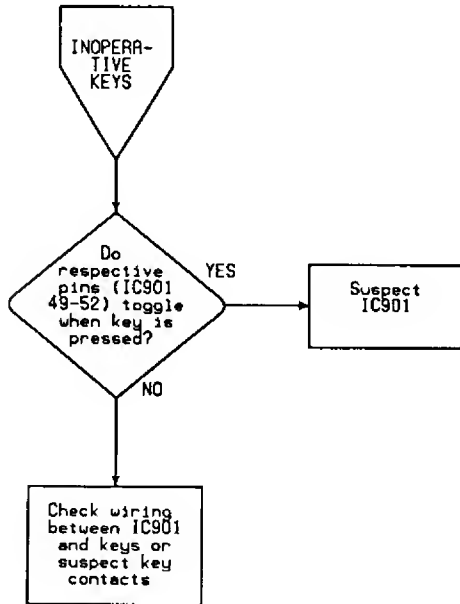 INOPERA-
TIVE
KEYS
Do
respective
pins (IC901
49-52) toggle
when key is
pressed?
YES
Suspect
IC901
NO
Check wiring
between IC901
and keys or
suspect key
contacts